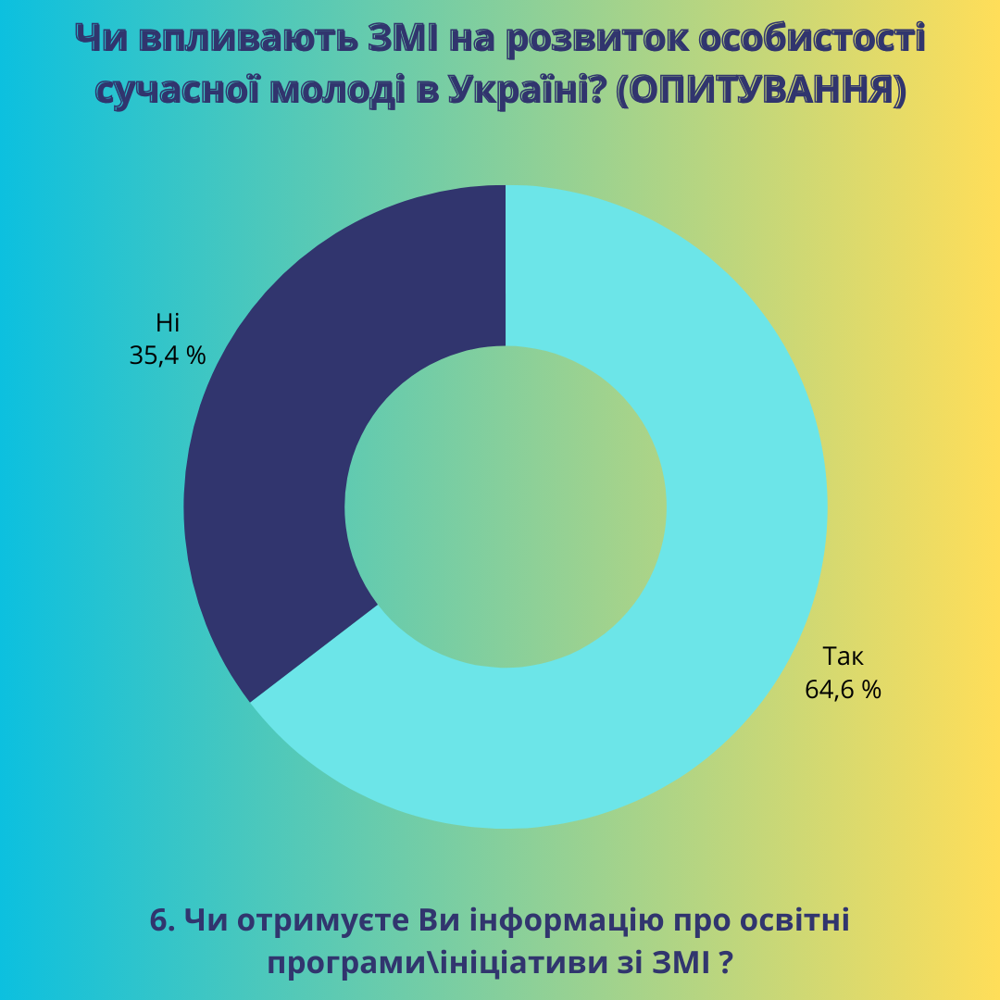 Чи впливають ЗМІ на розвиток особистості
сучасної молоді в Україні? (ОПИТУВАННЯ)
Ні
35,4 %
Так
64,6 %
6. Чи отримуєте Ви інформацію про освітні
програми\ініціативи зі ЗМІ ?